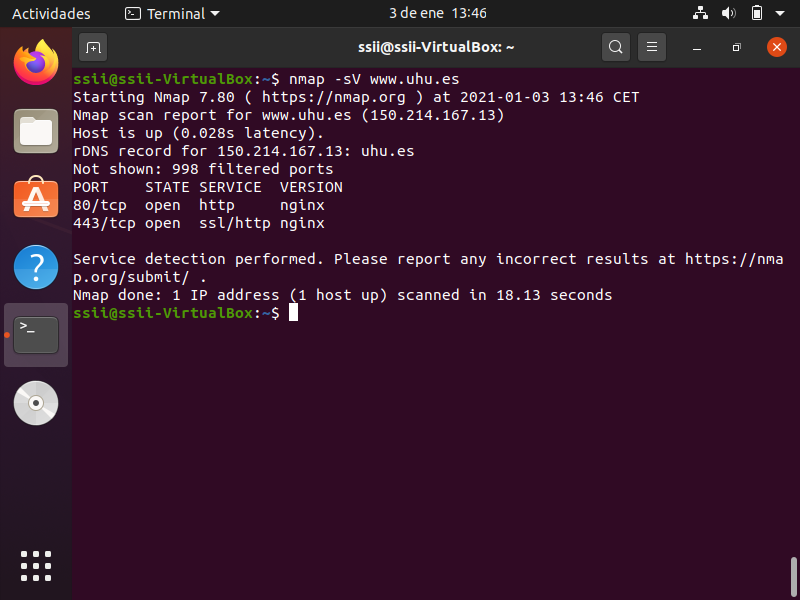 Actividades
Terminal
3 de ene 13:46
ssii@ssii-VirtualBox: ~
ssii@ssii-VirtualBox:~$ nmap -sV www.uhu.es
Starting Nmap 7.80 ( https://nmap.org ) at 2021-01-03 13:46 CET
Nmap scan report for www.uhu.es (150.214.167.13)
Host is up (0.028s latency).
rDNS record for 150.214.167.13: uhu.es
Not shown: 998 filtered ports
PORT    STATE SERVICE  VERSION
80/tcp  open  http     nginx
443/tcp open  ssl/http nginx

Service detection performed. Please report any incorrect results at https://nma
p.org/submit/ .
Nmap done: 1 IP address (1 host up) scanned in 18.13 seconds
ssii@ssii-VirtualBox:~$